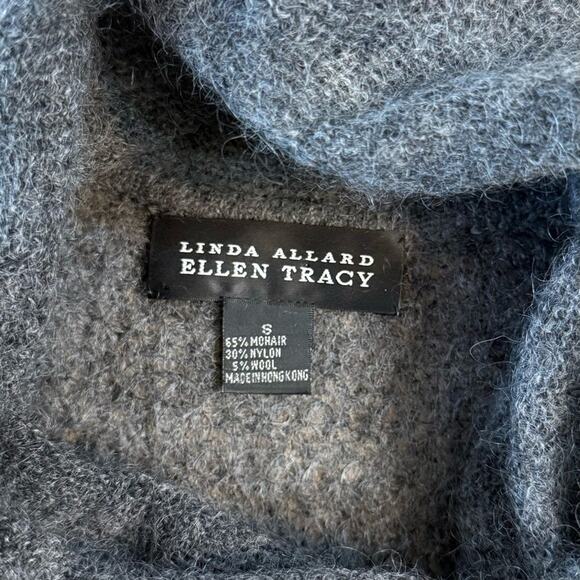 LINDA ALLARD
ELLEN TRACY
S
65% MOHAIR
30% NYLON
5% WOOL
MADE IN HONG KONG